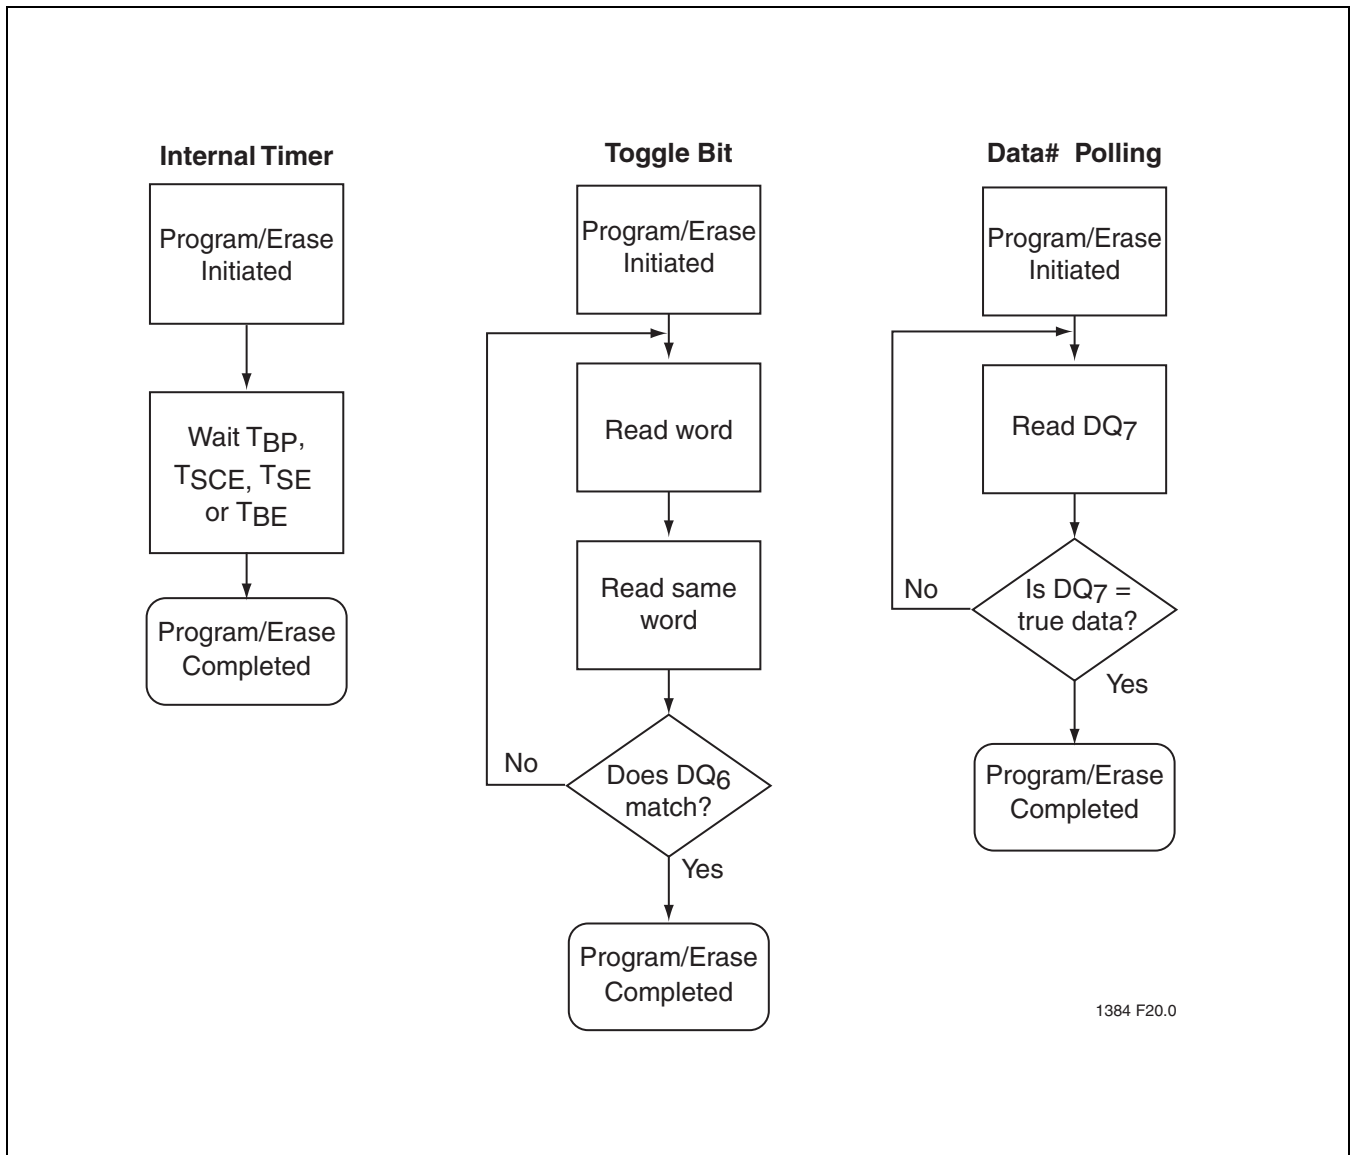 Internal Timer
Program/Erase
Initiated
Wait TBP,
TSCE, TSE
or TBE
Program/Erase
Completed
Toggle Bit
Program/Erase
Initiated
Read word
Read same
word
Does DQ6
match?
No
Yes
Program/Erase
Completed
Data# Polling
Program/Erase
Initiated
Read DQ7
Is DQ7 =
true data?
No
Yes
Program/Erase
Completed
1384 F20.0